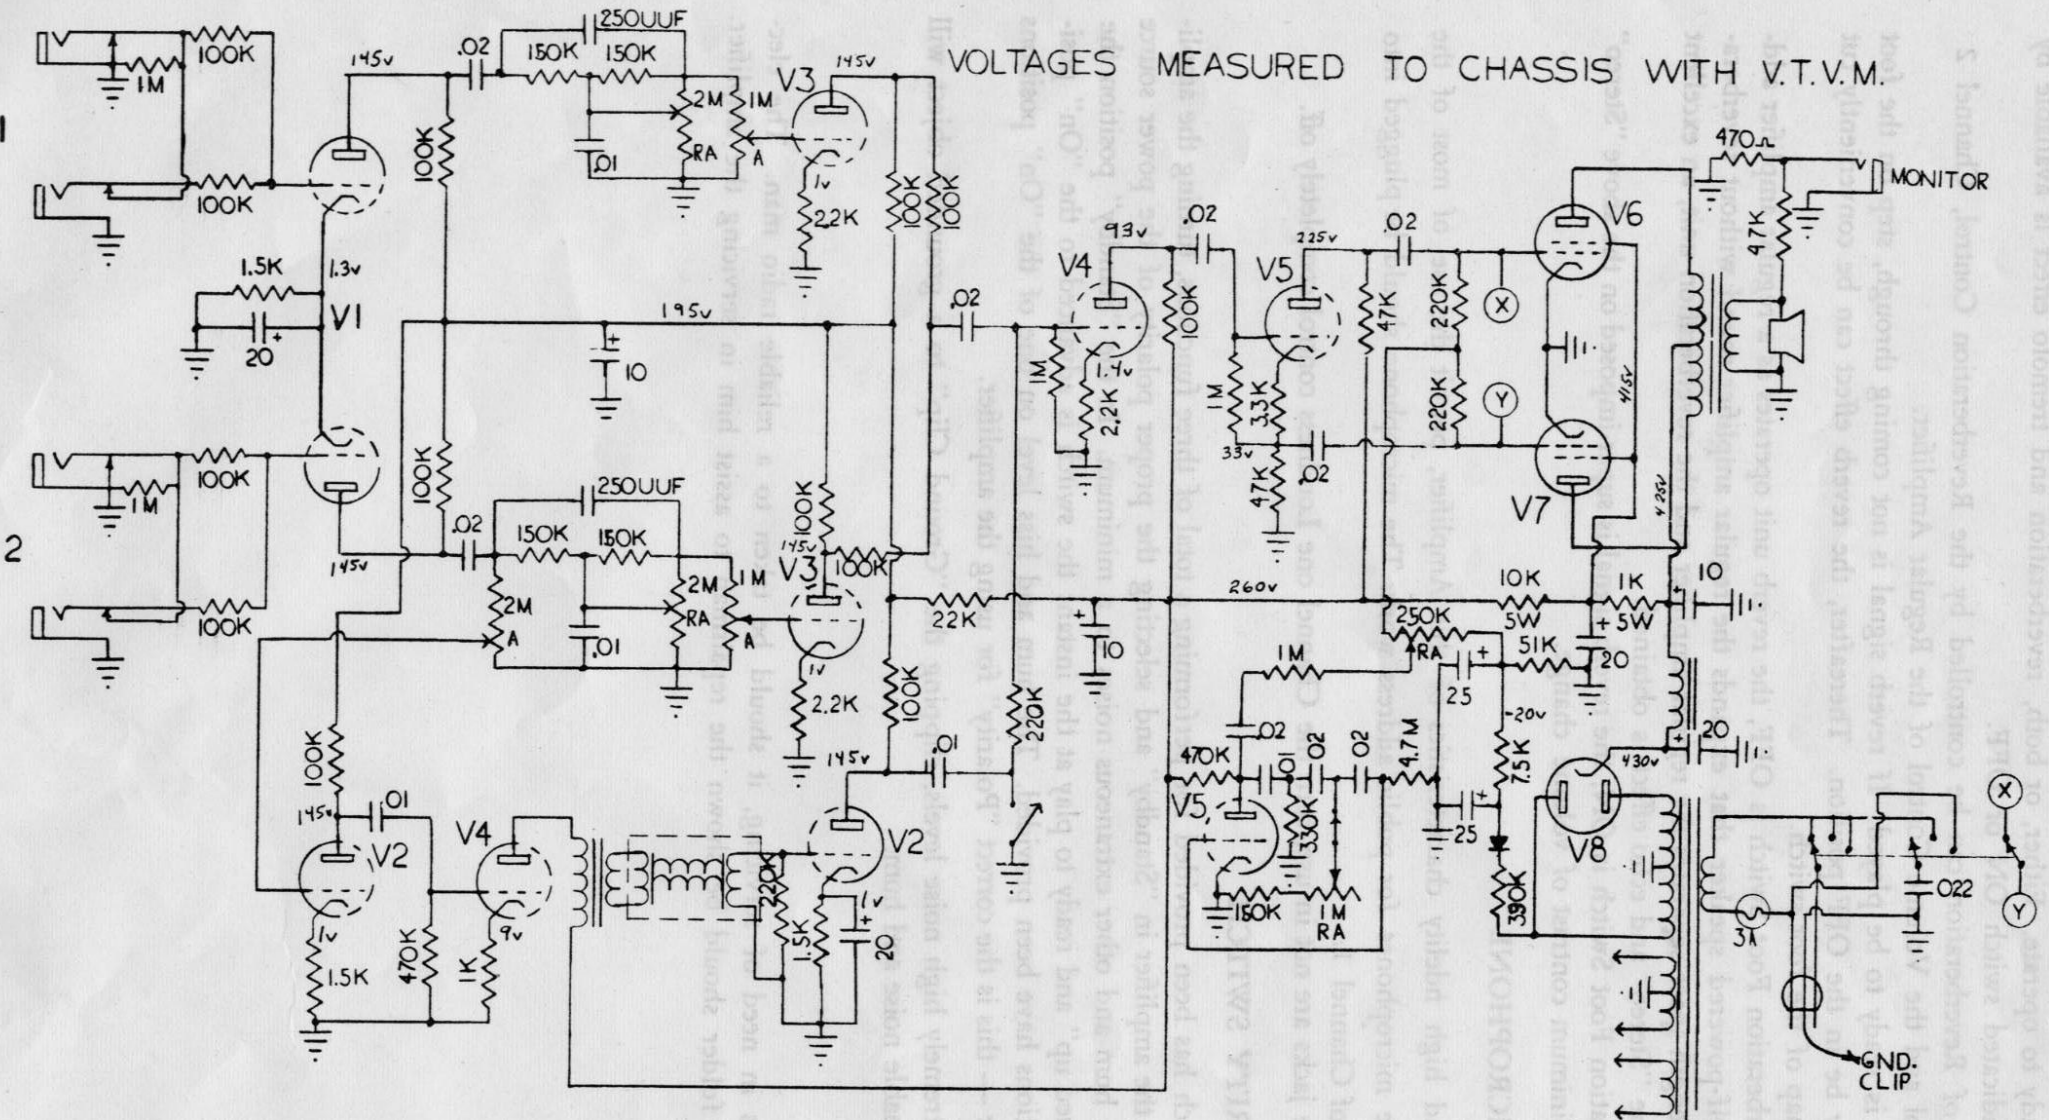 VOLTAGES MEASURED TO CHASSIS WITH V.T.V.M.
1
100K
1M
100K
145v
.02
250UUF
150K
150K
2M
RA
1M
A
.01
V3
145v
1v
2.2K
100K
100K
100K
1.5K
1.3v
V1
20
195v
10
.02
93v
V4
1M
1.4v
2.2K
100K
.02
225v
V5
1M
3.3K
33v
47K
.02
.02
47K
220K
220K
X
Y
V6
V7
415v
425v
470Ω
47K
MONITOR
2
100K
1M
100K
145v
100K
.02
250UUF
150K
150K
2M
A
2M
RA
1M
A
.01
100K
145v
V3
100K
1v
2.2K
22K
260v
10
100K
220K
145v
.01
10K
5W
1K
5W
10
20
250K
RA
51K
25
1M
.02
470K
.01
.02
.02
4.7M
V5
330K
150K
1M
RA
-20v
7.5K
25
390K
430v
20
V8
100K
145v
.01
V2
1v
1.5K
470K
V4
9v
1K
220K
V2
1v
1.5K
20
3A
.022
X
Y
GND.
CLIP